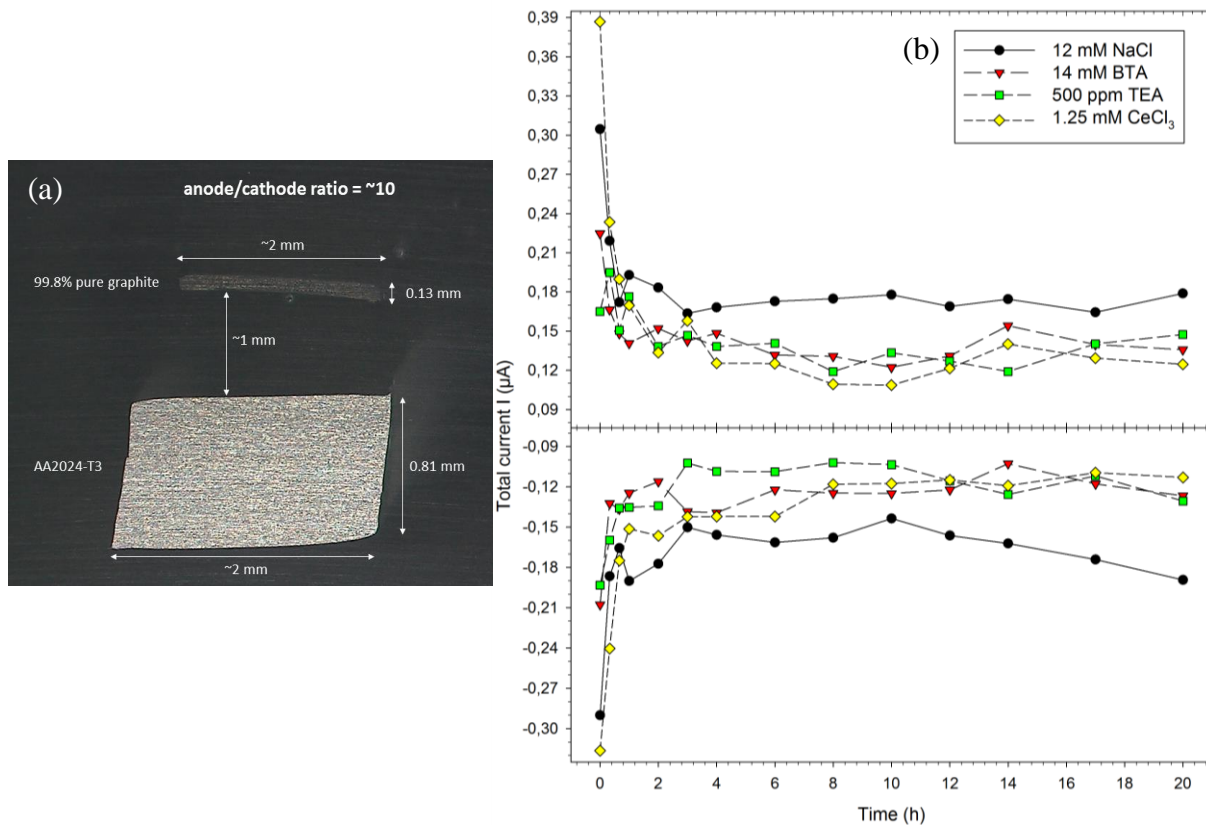 (a)
anode/cathode ratio = ~10
~2 mm
99.8% pure graphite
0.13 mm
~1 mm
AA2024-T3
0.81 mm
~2 mm
(b)
12 mM NaCl
14 mM BTA
500 ppm TEA
1.25 mM CeCl₃
Total current I (µA)
0,39
0,36
0,33
0,30
0,27
0,24
0,21
0,18
0,15
0,12
0,09
-0,09
-0,12
-0,15
-0,18
-0,21
-0,24
-0,27
-0,30
0 2 4 6 8 10 12 14 16 18 20
Time (h)